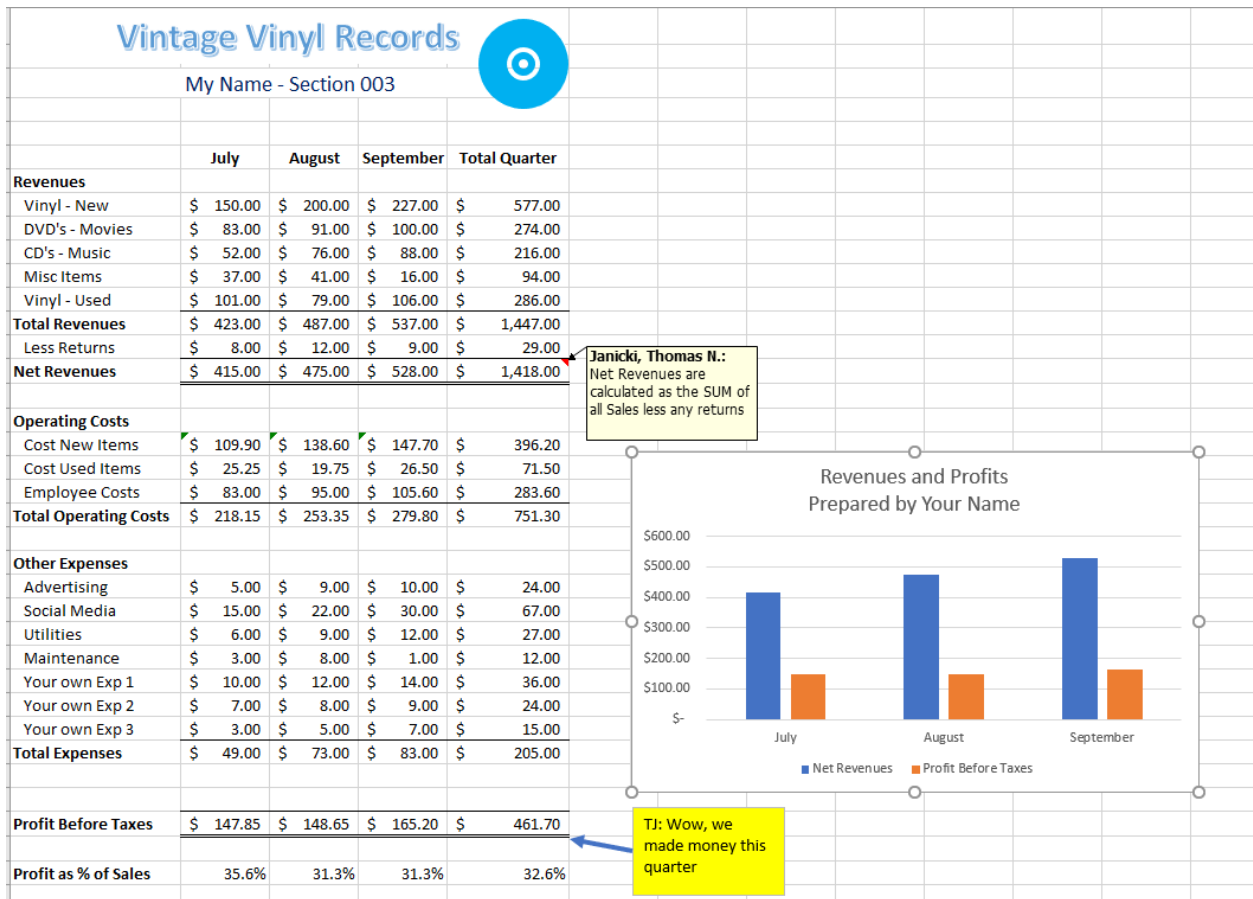 Vintage Vinyl Records
My Name - Section 003
July August September Total Quarter
Revenues
Vinyl - New $ 150.00 $ 200.00 $ 227.00 $ 577.00
DVD's - Movies $ 83.00 $ 91.00 $ 100.00 $ 274.00
CD's - Music $ 52.00 $ 76.00 $ 88.00 $ 216.00
Misc Items $ 37.00 $ 41.00 $ 16.00 $ 94.00
Vinyl - Used $ 101.00 $ 79.00 $ 106.00 $ 286.00
Total Revenues $ 423.00 $ 487.00 $ 537.00 $ 1,447.00
Less Returns $ 8.00 $ 12.00 $ 9.00 $ 29.00
Net Revenues $ 415.00 $ 475.00 $ 528.00 $ 1,418.00
Janicki, Thomas N.:
Net Revenues are
calculated as the SUM of
all Sales less any returns
Operating Costs
Cost New Items $ 109.90 $ 138.60 $ 147.70 $ 396.20
Cost Used Items $ 25.25 $ 19.75 $ 26.50 $ 71.50
Employee Costs $ 83.00 $ 95.00 $ 105.60 $ 283.60
Total Operating Costs $ 218.15 $ 253.35 $ 279.80 $ 751.30
Other Expenses
Advertising $ 5.00 $ 9.00 $ 10.00 $ 24.00
Social Media $ 15.00 $ 22.00 $ 30.00 $ 67.00
Utilities $ 6.00 $ 9.00 $ 12.00 $ 27.00
Maintenance $ 3.00 $ 8.00 $ 1.00 $ 12.00
Your own Exp 1 $ 10.00 $ 12.00 $ 14.00 $ 36.00
Your own Exp 2 $ 7.00 $ 8.00 $ 9.00 $ 24.00
Your own Exp 3 $ 3.00 $ 5.00 $ 7.00 $ 15.00
Total Expenses $ 49.00 $ 73.00 $ 83.00 $ 205.00
Revenues and Profits
Prepared by Your Name
$600.00
$500.00
$400.00
$300.00
$200.00
$100.00
$-
July August September
Net Revenues Profit Before Taxes
Profit Before Taxes $ 147.85 $ 148.65 $ 165.20 $ 461.70
TJ: Wow, we
made money this
quarter
Profit as % of Sales 35.6% 31.3% 31.3% 32.6%